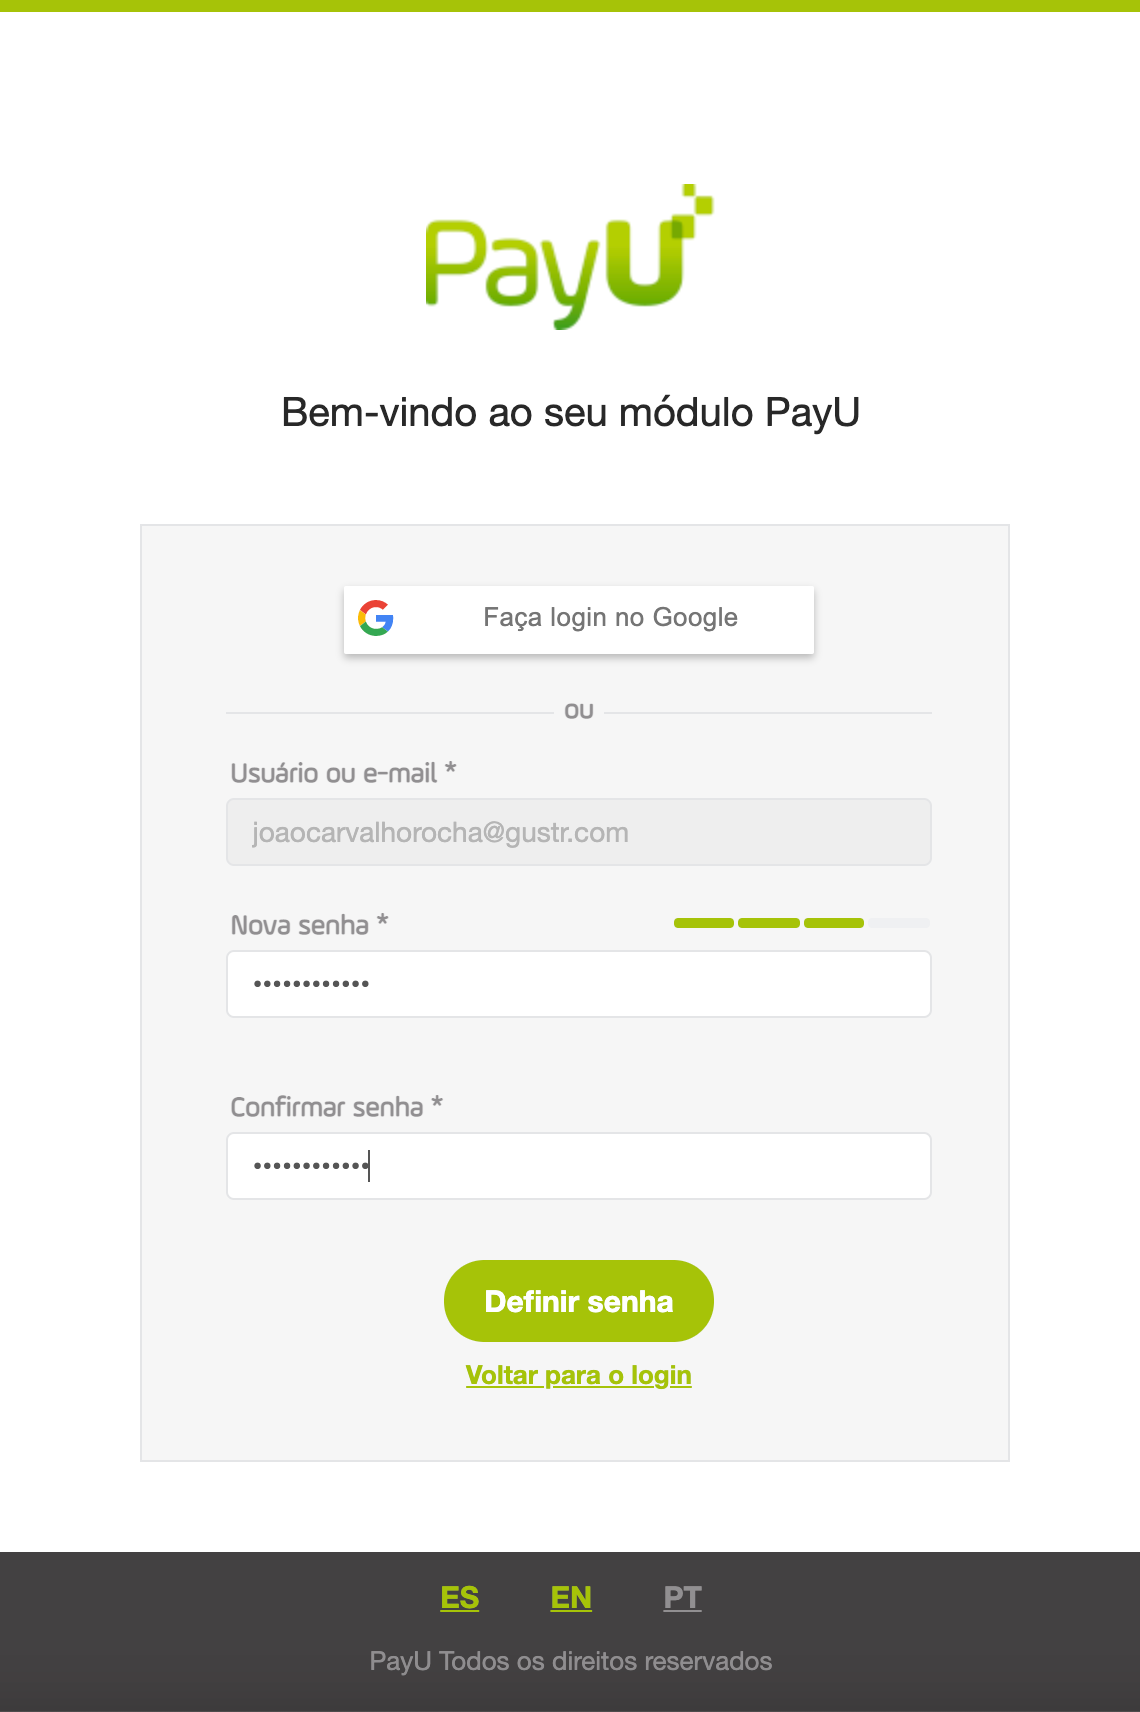 PayU
Bem-vindo ao seu módulo PayU
Faça login no Google
ou
Usuário ou e-mail *
joaocarvalhorocha@gustr.com
Nova senha *
••••••••••••
Confirmar senha *
••••••••••••
Definir senha
Voltar para o login
ES EN PT
PayU Todos os direitos reservados